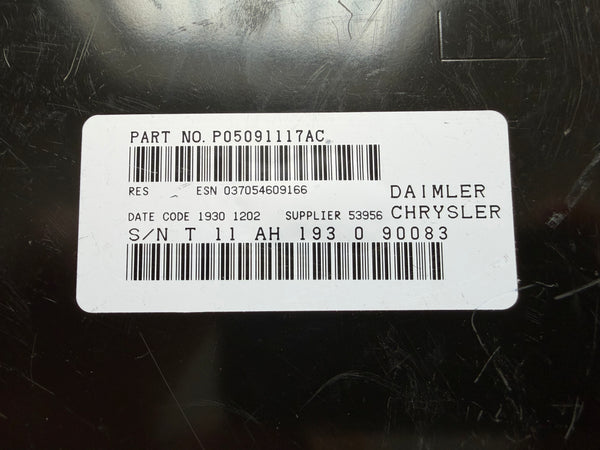 PART NO. P05091117AC
RES ESN 037054609166
DAIMLER
DATE CODE 1930 1202 SUPPLIER 53956 CHRYSLER
S/N T 11 AH 193 0 90083